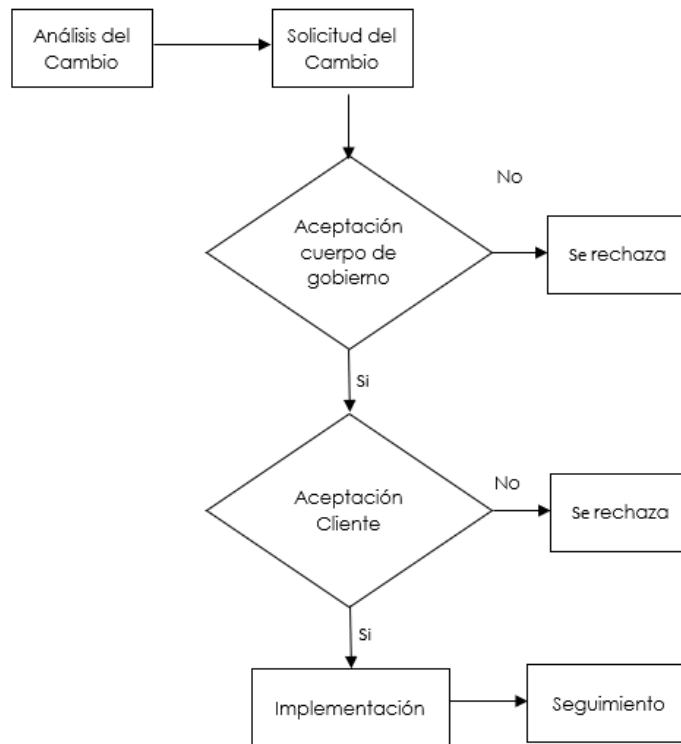 Análisis del
Cambio
Solicitud del
Cambio
No
Aceptación
cuerpo de
gobierno
Se rechaza
Si
Aceptación
Cliente
No
Se rechaza
Si
Implementación
Seguimiento